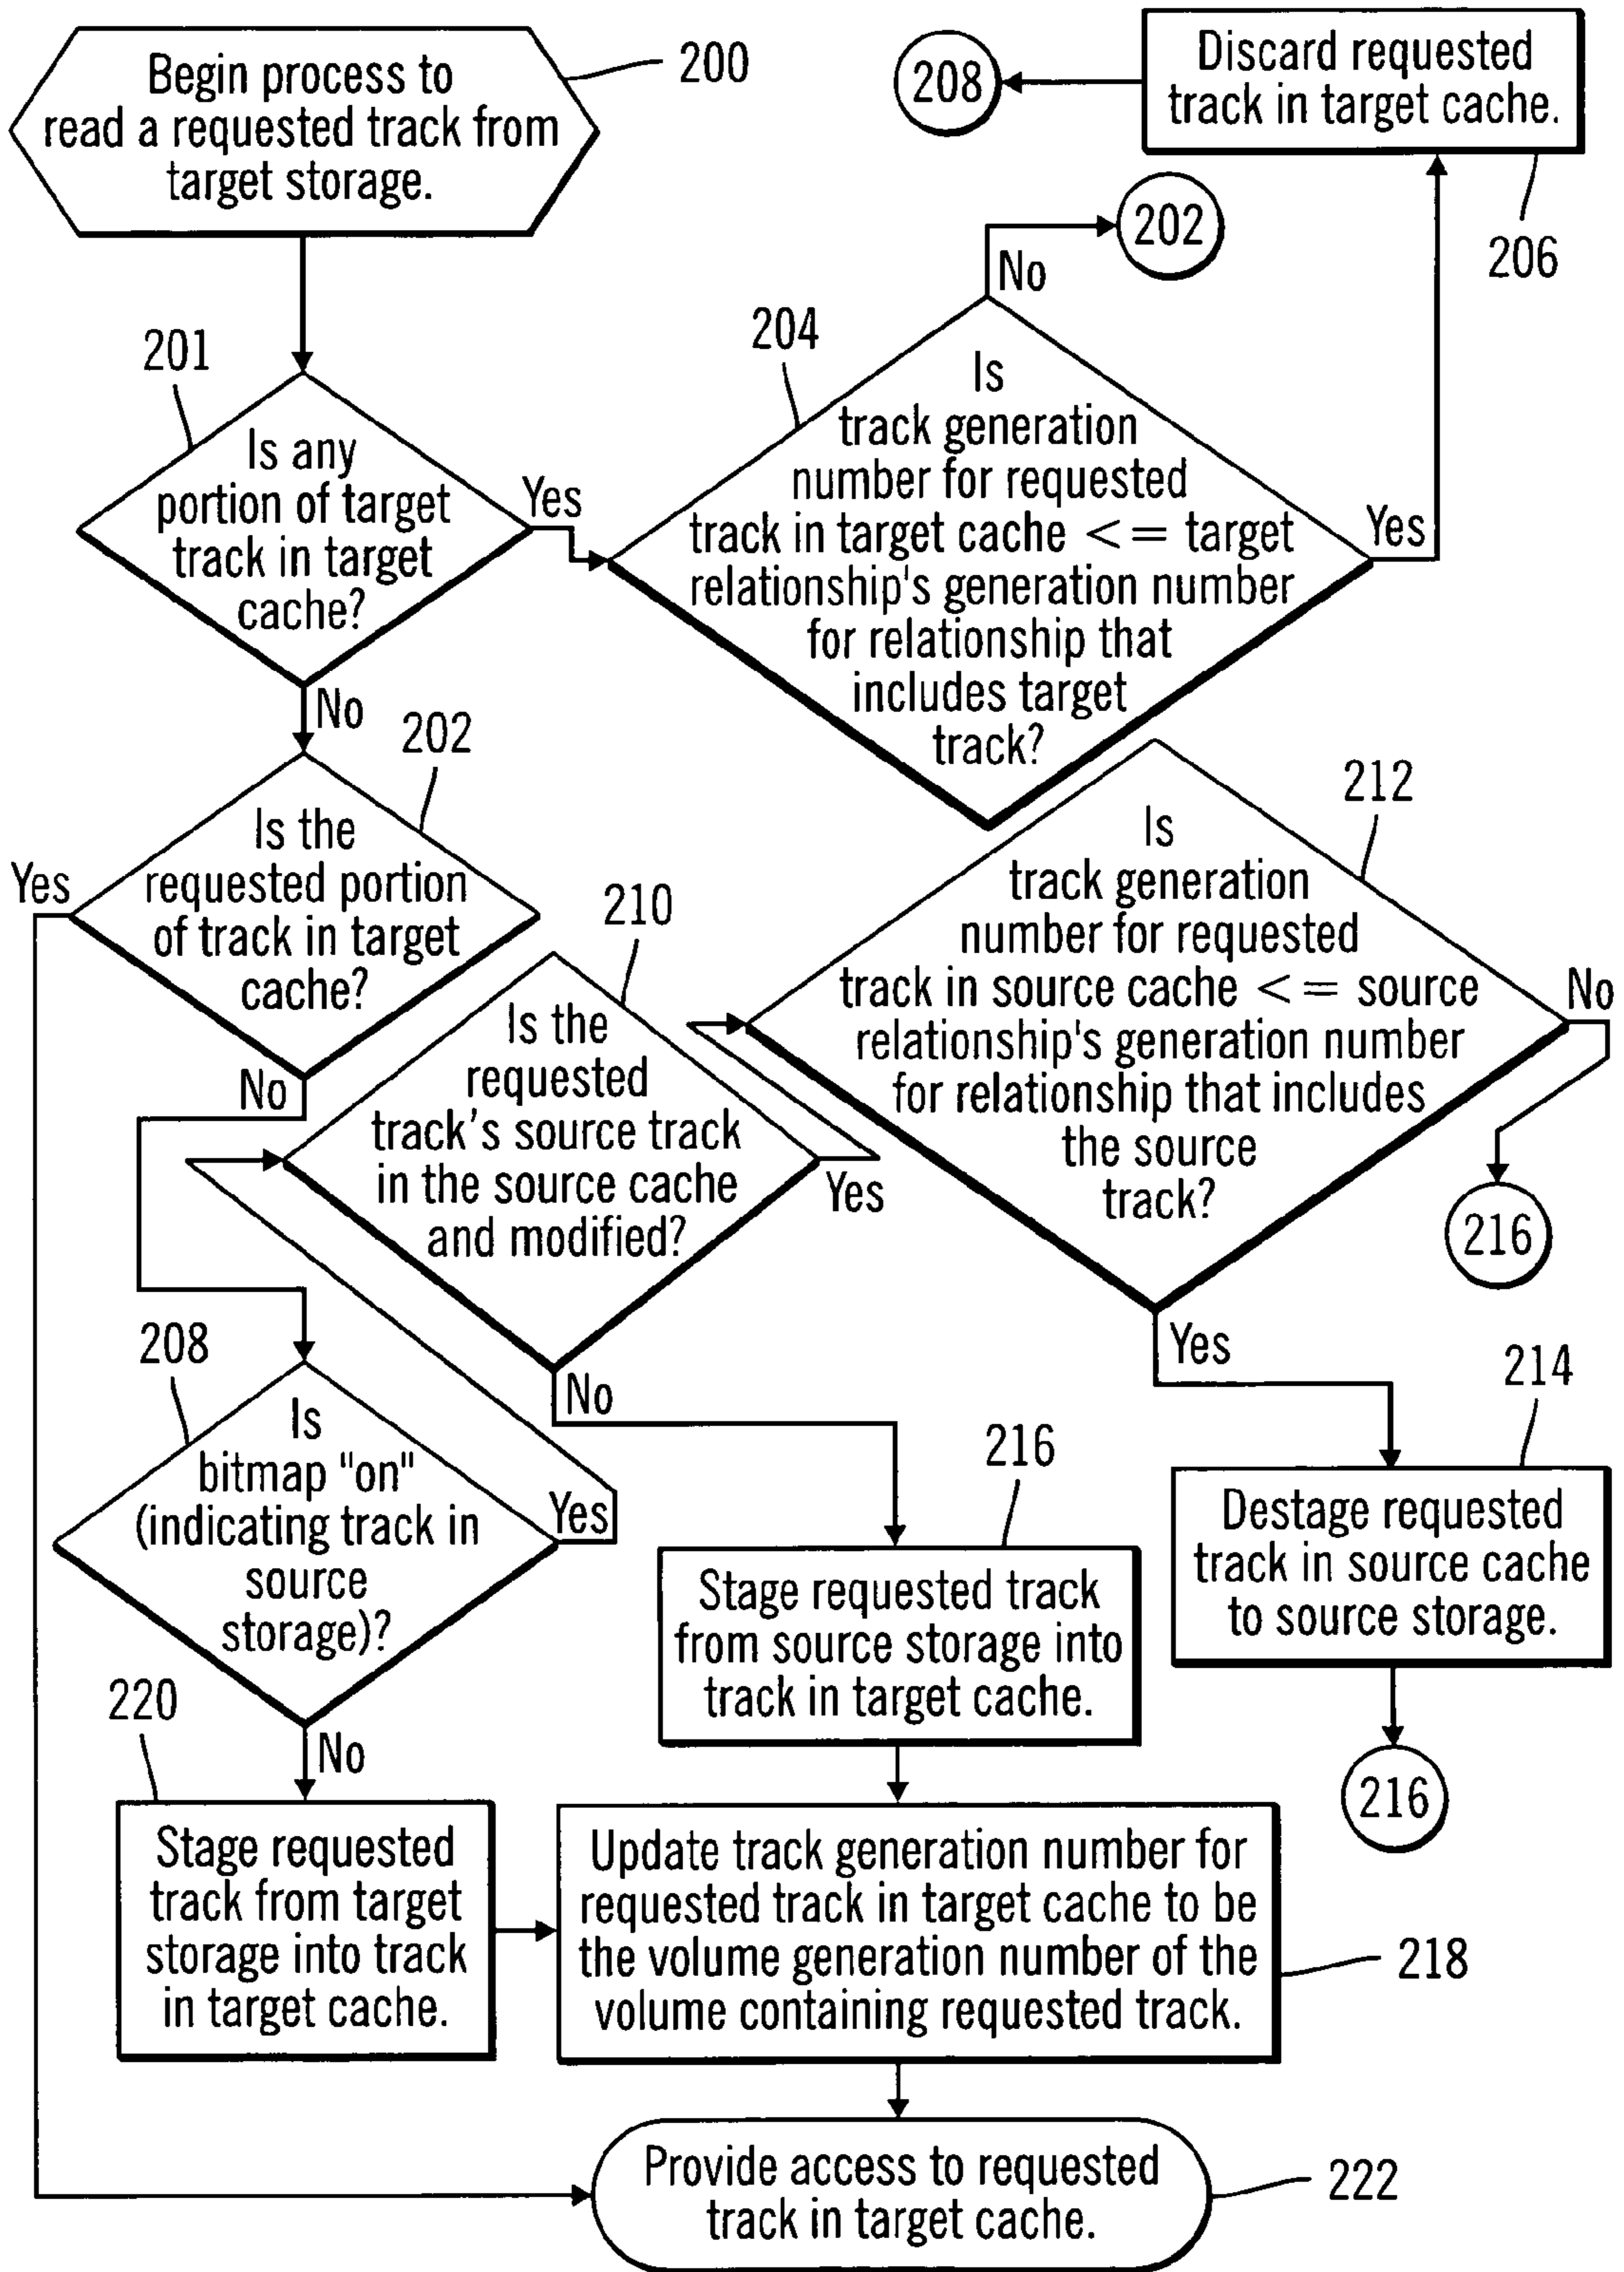 Begin process to
read a requested track from
target storage.
200
208
Discard requested
track in target cache.
206
202
No
204
Is
track generation
number for requested
track in target cache <= target
relationship's generation number
for relationship that
includes target
track?
Yes
201
Is any
portion of target
track in target
cache?
Yes
No
202
Is the
requested portion
of track in target
cache?
Yes
No
210
Is the
requested
track's source track
in the source cache
and modified?
Yes
No
212
Is
track generation
number for requested
track in source cache <= source
relationship's generation number
for relationship that includes
the source
track?
No
216
Yes
214
Destage requested
track in source cache
to source storage.
216
208
Is
bitmap "on"
(indicating track in
source
storage)?
Yes
No
216
Stage requested track
from source storage into
track in target cache.
220
Stage requested
track from target
storage into track
in target cache.
Update track generation number for
requested track in target cache to be
the volume generation number of the
volume containing requested track.
218
Provide access to requested
track in target cache.
222